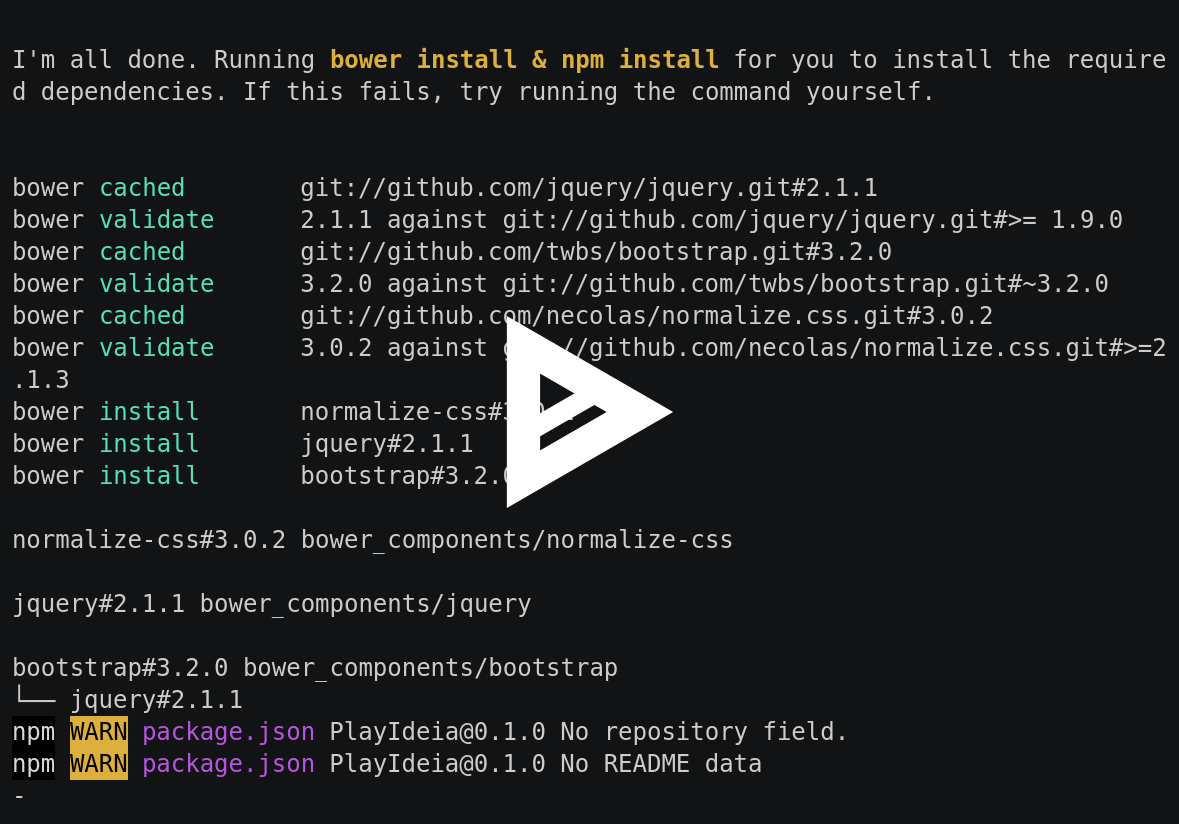 I'm all done. Running bower install & npm install for you to install the require
d dependencies. If this fails, try running the command yourself.
bower cached git://github.com/jquery/jquery.git#2.1.1
bower validate 2.1.1 against git://github.com/jquery/jquery.git#>= 1.9.0
bower cached git://github.com/twbs/bootstrap.git#3.2.0
bower validate 3.2.0 against git://github.com/twbs/bootstrap.git#~3.2.0
bower cached git://github.com/necolas/normalize.css.git#3.0.2
bower validate 3.0.2 against //github.com/necolas/normalize.css.git#>=2
.1.3
bower install normalize-css#3.0.2
bower install jquery#2.1.1
bower install bootstrap#3.2.0
normalize-css#3.0.2 bower_components/normalize-css
jquery#2.1.1 bower_components/jquery
bootstrap#3.2.0 bower_components/bootstrap
└── jquery#2.1.1
npm WARN package.json PlayIdeia@0.1.0 No repository field.
npm WARN package.json PlayIdeia@0.1.0 No README data
-